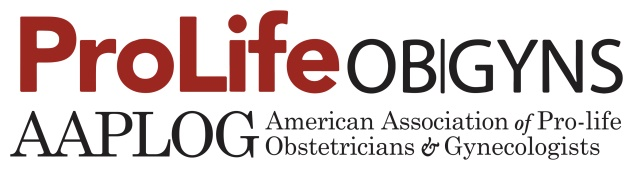 ProLife OB|GYNS
AAPLOG American Association of Pro-life
Obstetricians & Gynecologists